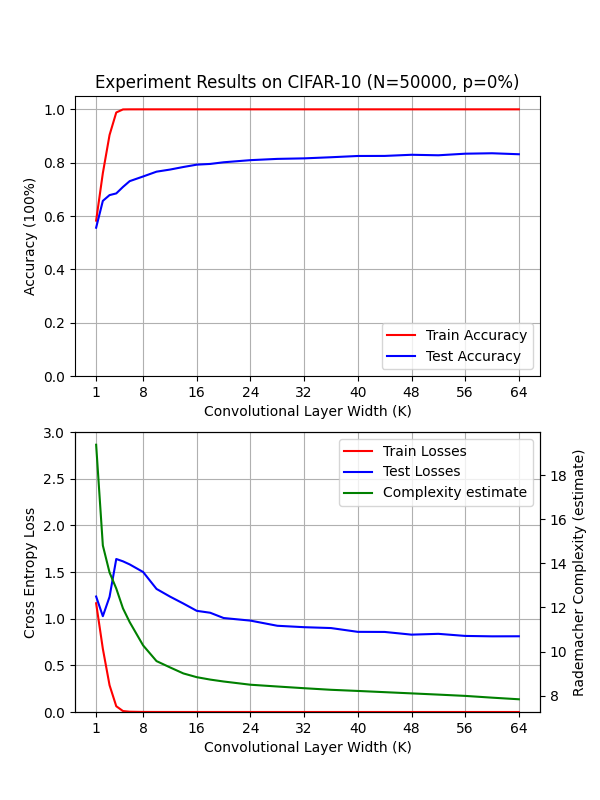 Experiment Results on CIFAR-10 (N=50000, p=0%)
Accuracy (100%)
1.0
0.8
0.6
0.4
0.2
0.0
Train Accuracy
Test Accuracy
1 8 16 24 32 40 48 56 64
Convolutional Layer Width (K)
Cross Entropy Loss
3.0
2.5
2.0
1.5
1.0
0.5
0.0
Train Losses
Test Losses
Complexity estimate
18
16
14
12
10
8
Rademacher Complexity (estimate)
1 8 16 24 32 40 48 56 64
Convolutional Layer Width (K)